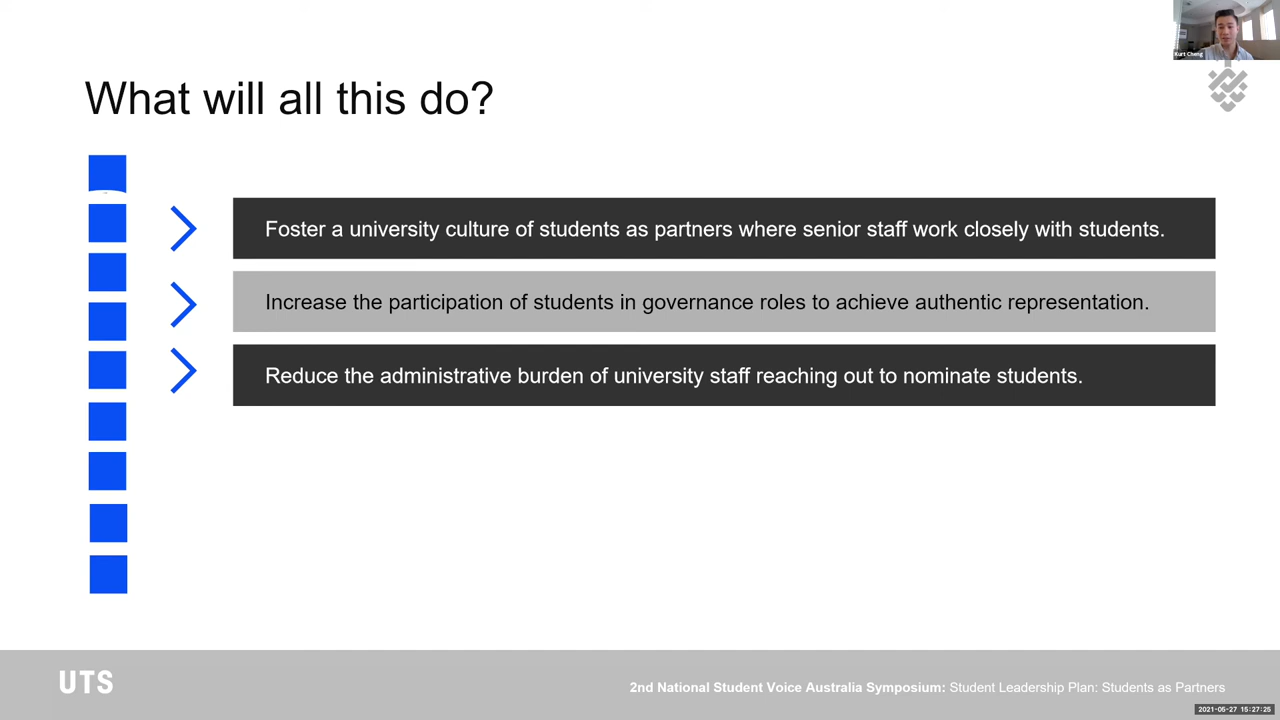 Kurt Cheng
What will all this do?
Foster a university culture of students as partners where senior staff work closely with students.
Increase the participation of students in governance roles to achieve authentic representation.
Reduce the administrative burden of university staff reaching out to nominate students.
UTS
2nd National Student Voice Australia Symposium: Student Leadership Plan: Students as Partners
2021-05-27 15:27:25